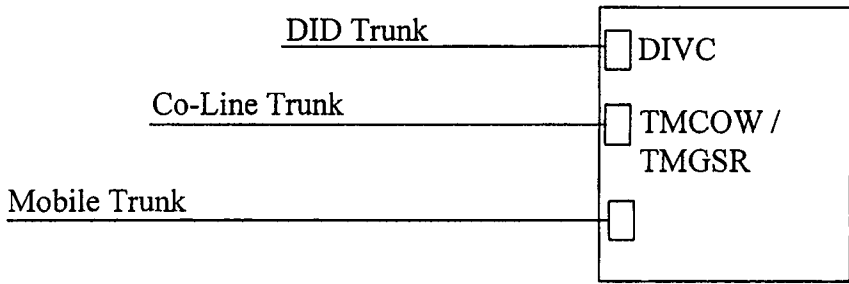 DID Trunk
DIVC
Co-Line Trunk
TMCOW /
TMGSR
Mobile Trunk